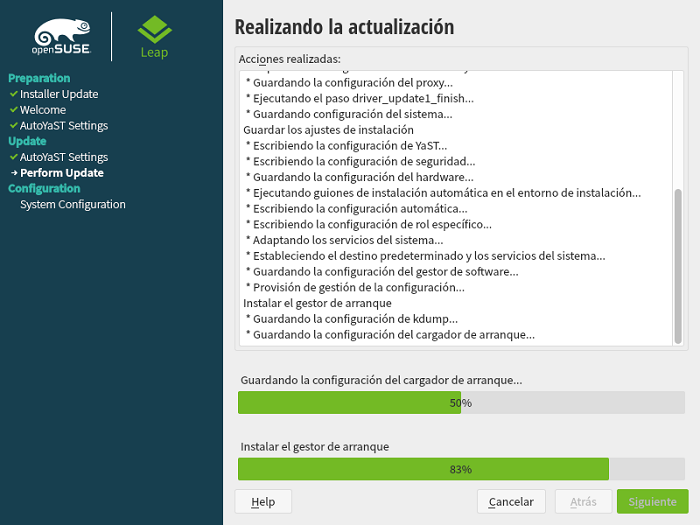 openSUSE.
Leap
Preparation
Installer Update
Welcome
AutoYaST Settings
Update
AutoYaST Settings
Perform Update
Configuration
System Configuration
Realizando la actualización
Acciones realizadas:
* Guardando la configuración del proxy...
* Ejecutando el paso driver_update1_finish...
* Guardando configuración del sistema...
Guardar los ajustes de instalación
* Escribiendo la configuración de YaST...
* Escribiendo la configuración de seguridad...
* Guardando la configuración del hardware...
* Ejecutando guiones de instalación automática en el entorno de instalación...
* Escribiendo la configuración automática...
* Escribiendo la configuración de rol específico...
* Adaptando los servicios del sistema...
* Estableciendo el destino predeterminado y los servicios del sistema...
* Guardando la configuración del gestor de software...
* Provisión de gestión de la configuración...
Instalar el gestor de arranque
* Guardando la configuración de kdump...
* Guardando la configuración del cargador de arranque...
Guardando la configuración del cargador de arranque...
50%
Instalar el gestor de arranque
83%
Help
Cancelar
Atrás
Siguiente